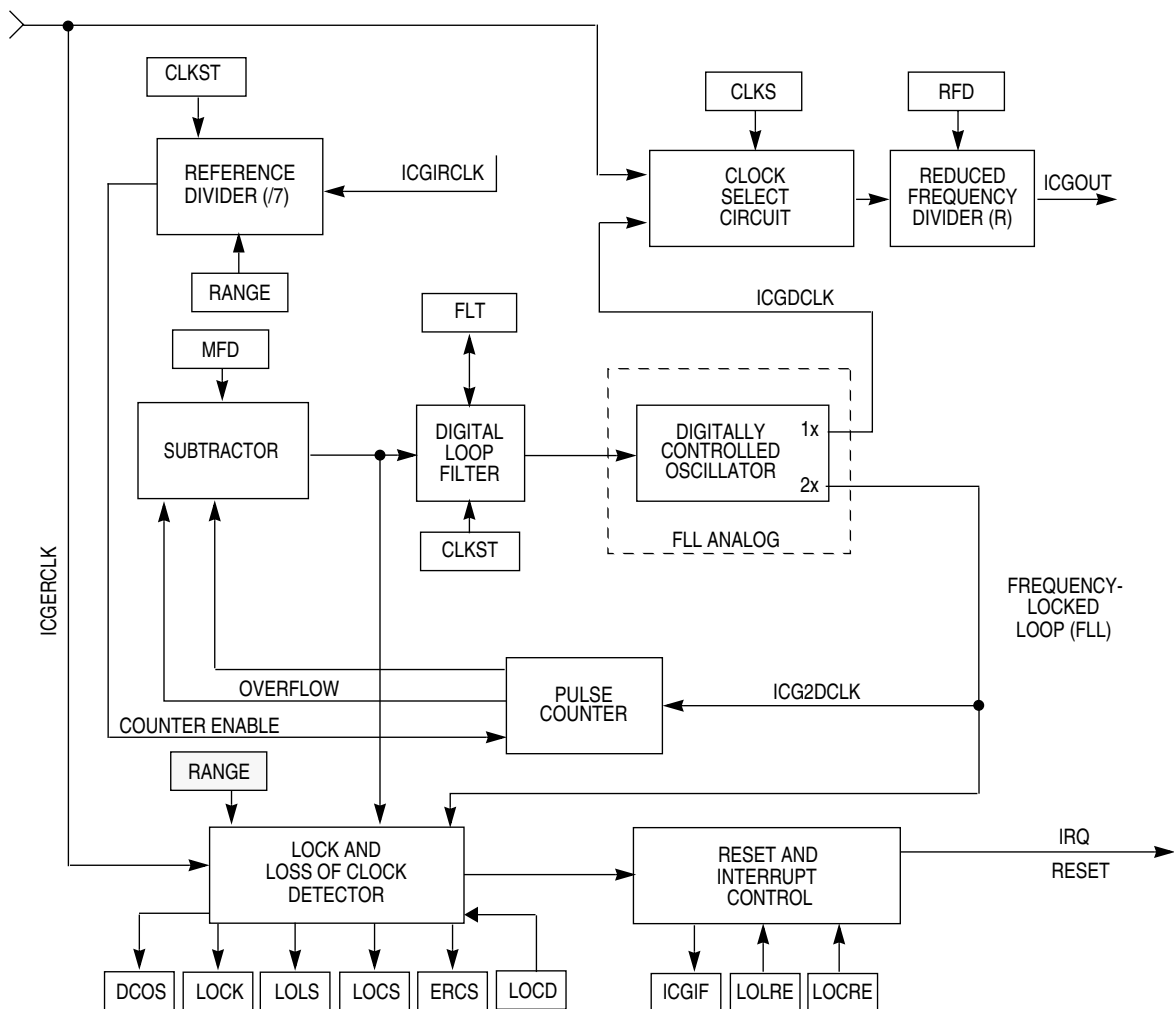 CLKST
CLKS
RFD
REFERENCE
DIVIDER (/7)
ICGIRCLK
CLOCK
SELECT
CIRCUIT
REDUCED
FREQUENCY
DIVIDER (R)
ICGOUT
RANGE
ICGDCLK
FLT
MFD
SUBTRACTOR
DIGITAL
LOOP
FILTER
DIGITALLY
CONTROLLED
OSCILLATOR
1x
2x
FLL ANALOG
CLKST
ICGERCLK
FREQUENCY-
LOCKED
LOOP (FLL)
OVERFLOW
PULSE
COUNTER
ICG2DCLK
COUNTER ENABLE
RANGE
LOCK AND
LOSS OF CLOCK
DETECTOR
RESET AND
INTERRUPT
CONTROL
IRQ
RESET
DCOS
LOCK
LOLS
LOCS
ERCS
LOCD
ICGIF
LOLRE
LOCRE